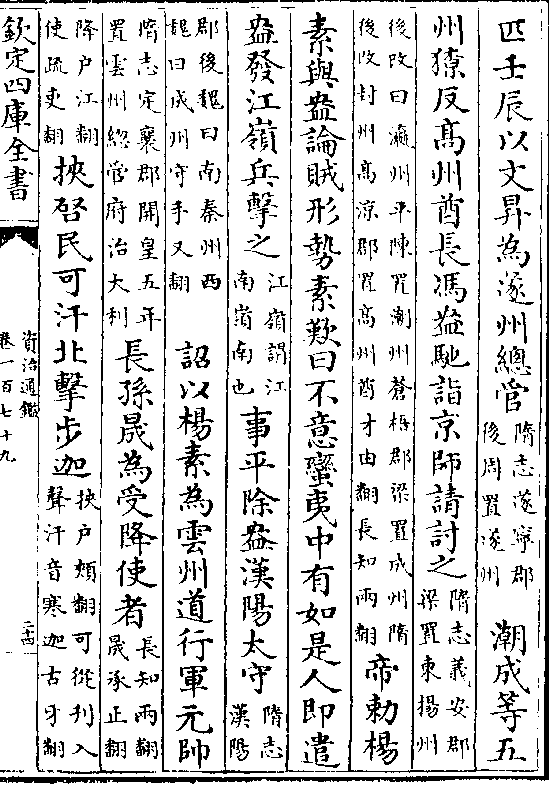 匹壬辰以文昇為遂州總管隋志遂寧郡後周置遂州潮成等五
州獠反高州酋長馮盎馳詣京師請討之隋志義安郡梁置東揚州
後改曰瀛州平陳置潮州蒼梧郡梁置成州隋後改封州高涼郡置高州酋才由翻長知兩翻帝勅楊
素與盎論賊形勢素歎曰不意蠻夷中有如是人即遣
盎發江嶺兵擊之江嶺謂江南嶺南也事平除盎漢陽太守隋志漢陽
郡後魏曰南秦州西魏曰成州守手又翻詔以楊素為雲州道行軍元帥
隋志定襄郡開皇五年置雲州緫管府治大利長孫晟為受降使者長知兩翻晟承正翻
降户江翻使疏吏翻挾啓民可汗北擊步迦挾户頰翻可從刋入聲汗音寒迦古牙翻
欽定四庫全書
資治通鑑
卷一百七十九
二十四